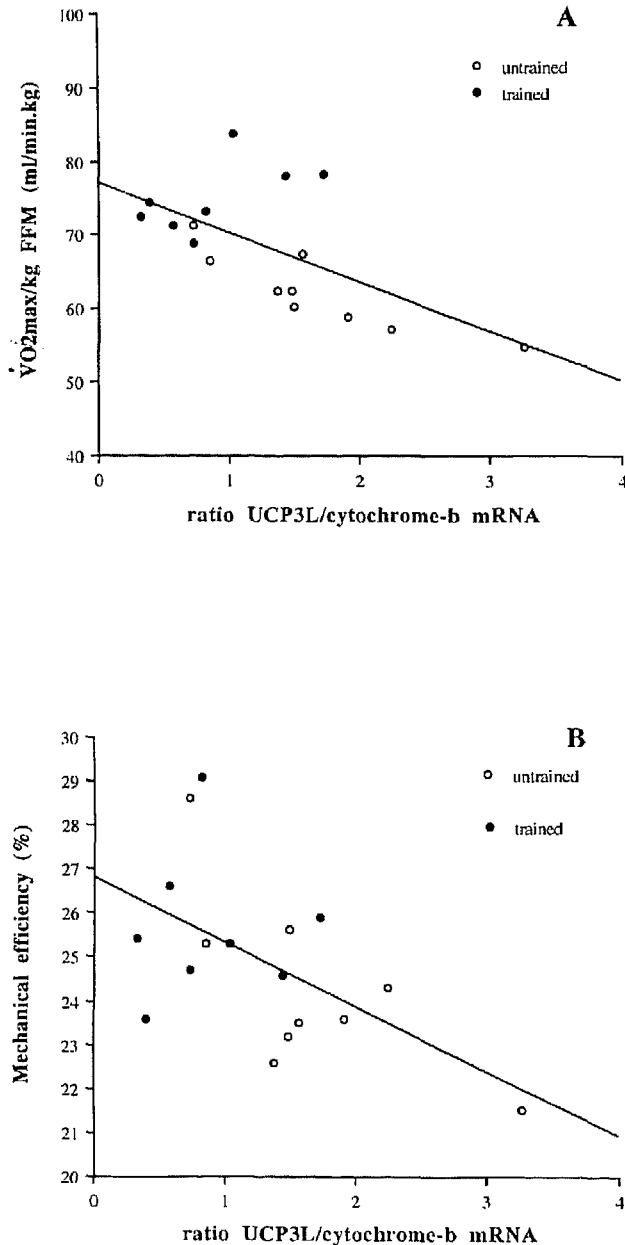 A
100
90
80
70
60
50
40
V̇O2max/kg FFM (ml/min.kg)
untrained
trained
0 1 2 3 4
ratio UCP3L/cytochrome-b mRNA
B
30
29
28
27
26
25
24
23
22
21
20
Mechanical efficiency (%)
untrained
trained
0 1 2 3 4
ratio UCP3L/cytochrome-b mRNA